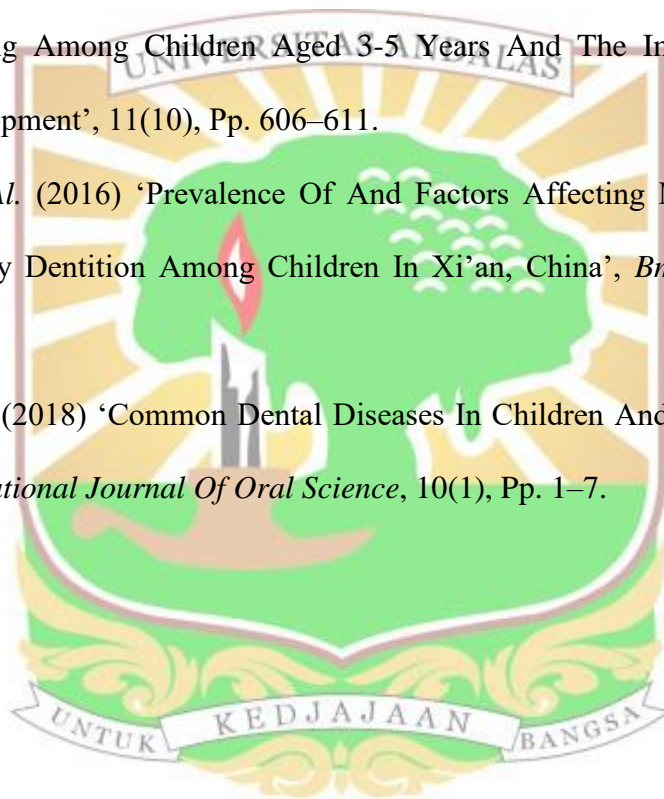 UNIVERSITAS ANDALAS
g Among Children Aged 3-5 Years And The In
opment’, 11(10), Pp. 606–611.
Al. (2016) ‘Prevalence Of And Factors Affecting
y Dentition Among Children In Xi’an, China’,
(2018) ‘Common Dental Diseases In Children And
ational Journal Of Oral Science, 10(1), Pp. 1–7.
UNTUK KEDJAJAAN BANGSA